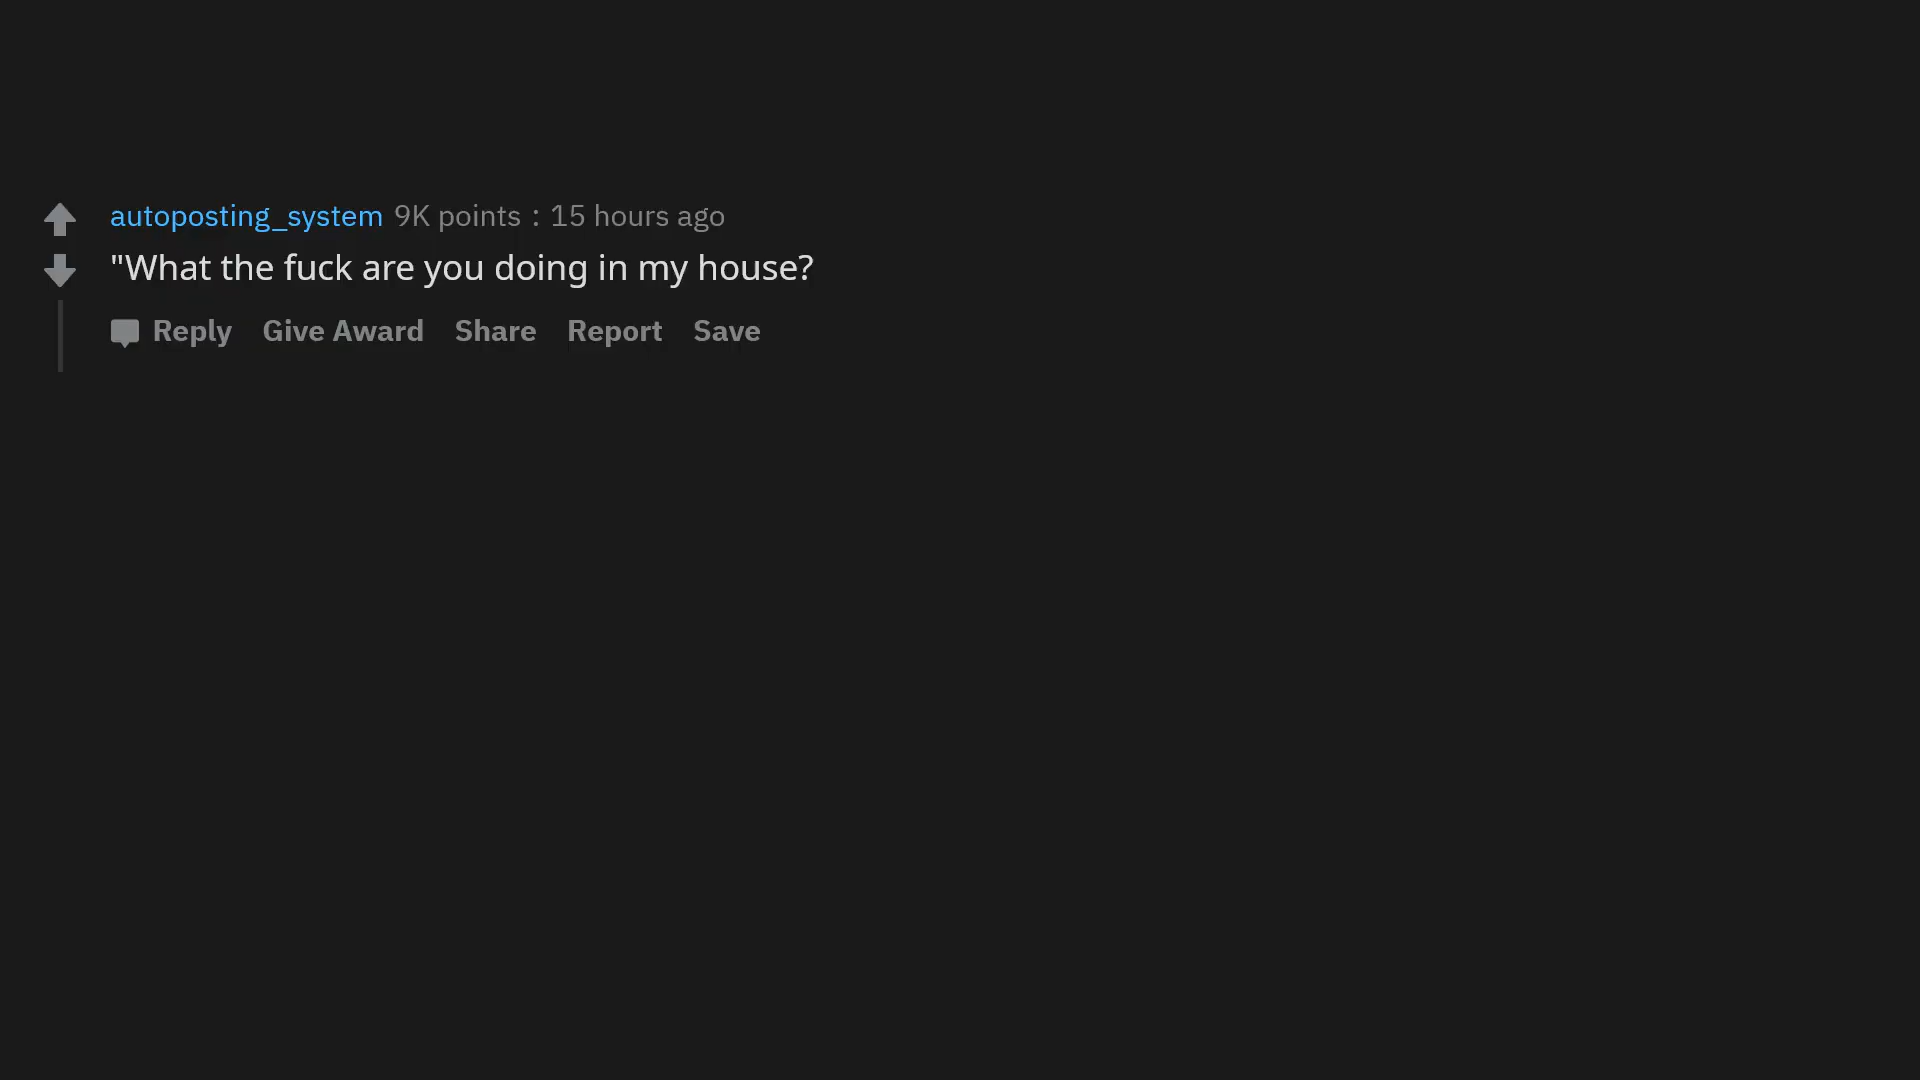 autoposting_system 9K points : 15 hours ago
"What the fuck are you doing in my house?
Reply Give Award Share Report Save